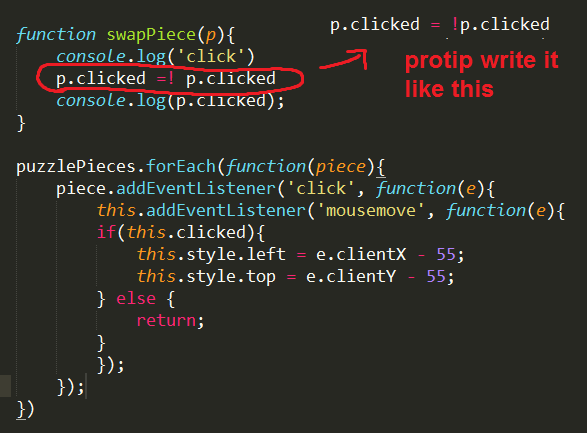 p.clicked = !p.clicked
function swapPiece(p){
console.log('click')
p.clicked =! p.clicked
console.log(p.clicked);
}
protip write it
like this
puzzlePieces.forEach(function(piece){
piece.addEventListener('click', function(e){
this.addEventListener('mousemove', function(e){
if(this.clicked){
this.style.left = e.clientX - 55;
this.style.top = e.clientY - 55;
} else {
return;
}
});
});
})